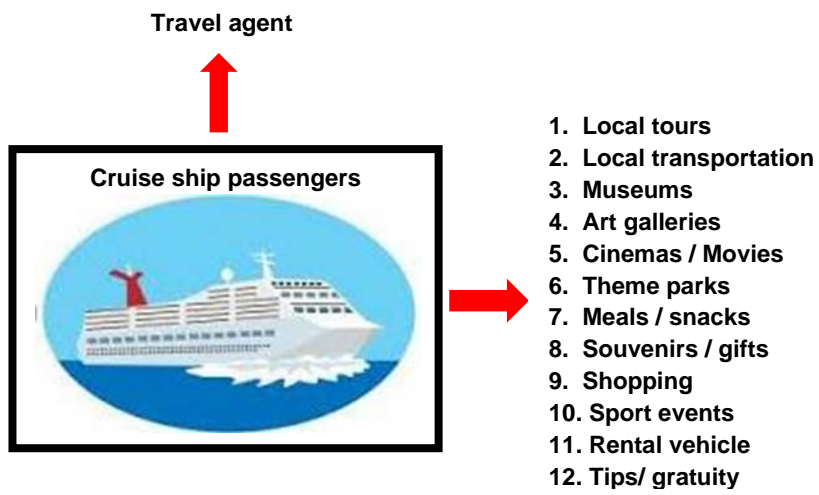 Travel agent
Cruise ship passengers
1. Local tours
2. Local transportation
3. Museums
4. Art galleries
5. Cinemas / Movies
6. Theme parks
7. Meals / snacks
8. Souvenirs / gifts
9. Shopping
10. Sport events
11. Rental vehicle
12. Tips/ gratuity